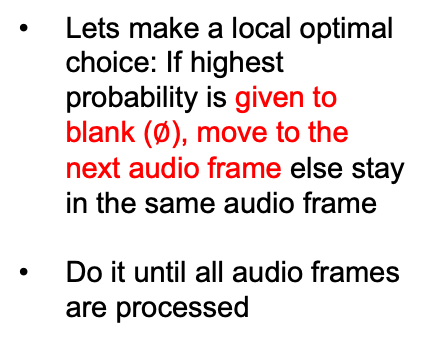 • Lets make a local optimal
choice: If highest
probability is given to
blank (∅), move to the
next audio frame else stay
in the same audio frame
• Do it until all audio frames
are processed